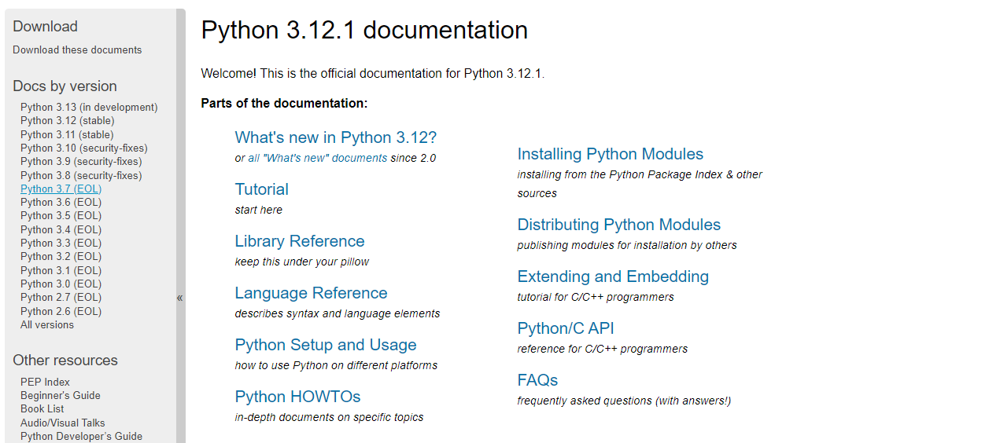 Download
Download these documents
Docs by version
Python 3.13 (in development)
Python 3.12 (stable)
Python 3.11 (stable)
Python 3.10 (security-fixes)
Python 3.9 (security-fixes)
Python 3.8 (security-fixes)
Python 3.7 (EOL)
Python 3.6 (EOL)
Python 3.5 (EOL)
Python 3.4 (EOL)
Python 3.3 (EOL)
Python 3.2 (EOL)
Python 3.1 (EOL)
Python 3.0 (EOL)
Python 2.7 (EOL)
Python 2.6 (EOL)
All versions
Other resources
PEP Index
Beginner's Guide
Book List
Audio/Visual Talks
Python Developer’s Guide
«
Python 3.12.1 documentation
Welcome! This is the official documentation for Python 3.12.1.
Parts of the documentation:
What's new in Python 3.12?
or all "What's new" documents since 2.0
Tutorial
start here
Library Reference
keep this under your pillow
Language Reference
describes syntax and language elements
Python Setup and Usage
how to use Python on different platforms
Python HOWTOs
in-depth documents on specific topics
Installing Python Modules
installing from the Python Package Index & other
sources
Distributing Python Modules
publishing modules for installation by others
Extending and Embedding
tutorial for C/C++ programmers
Python/C API
reference for C/C++ programmers
FAQs
frequently asked questions (with answers!)